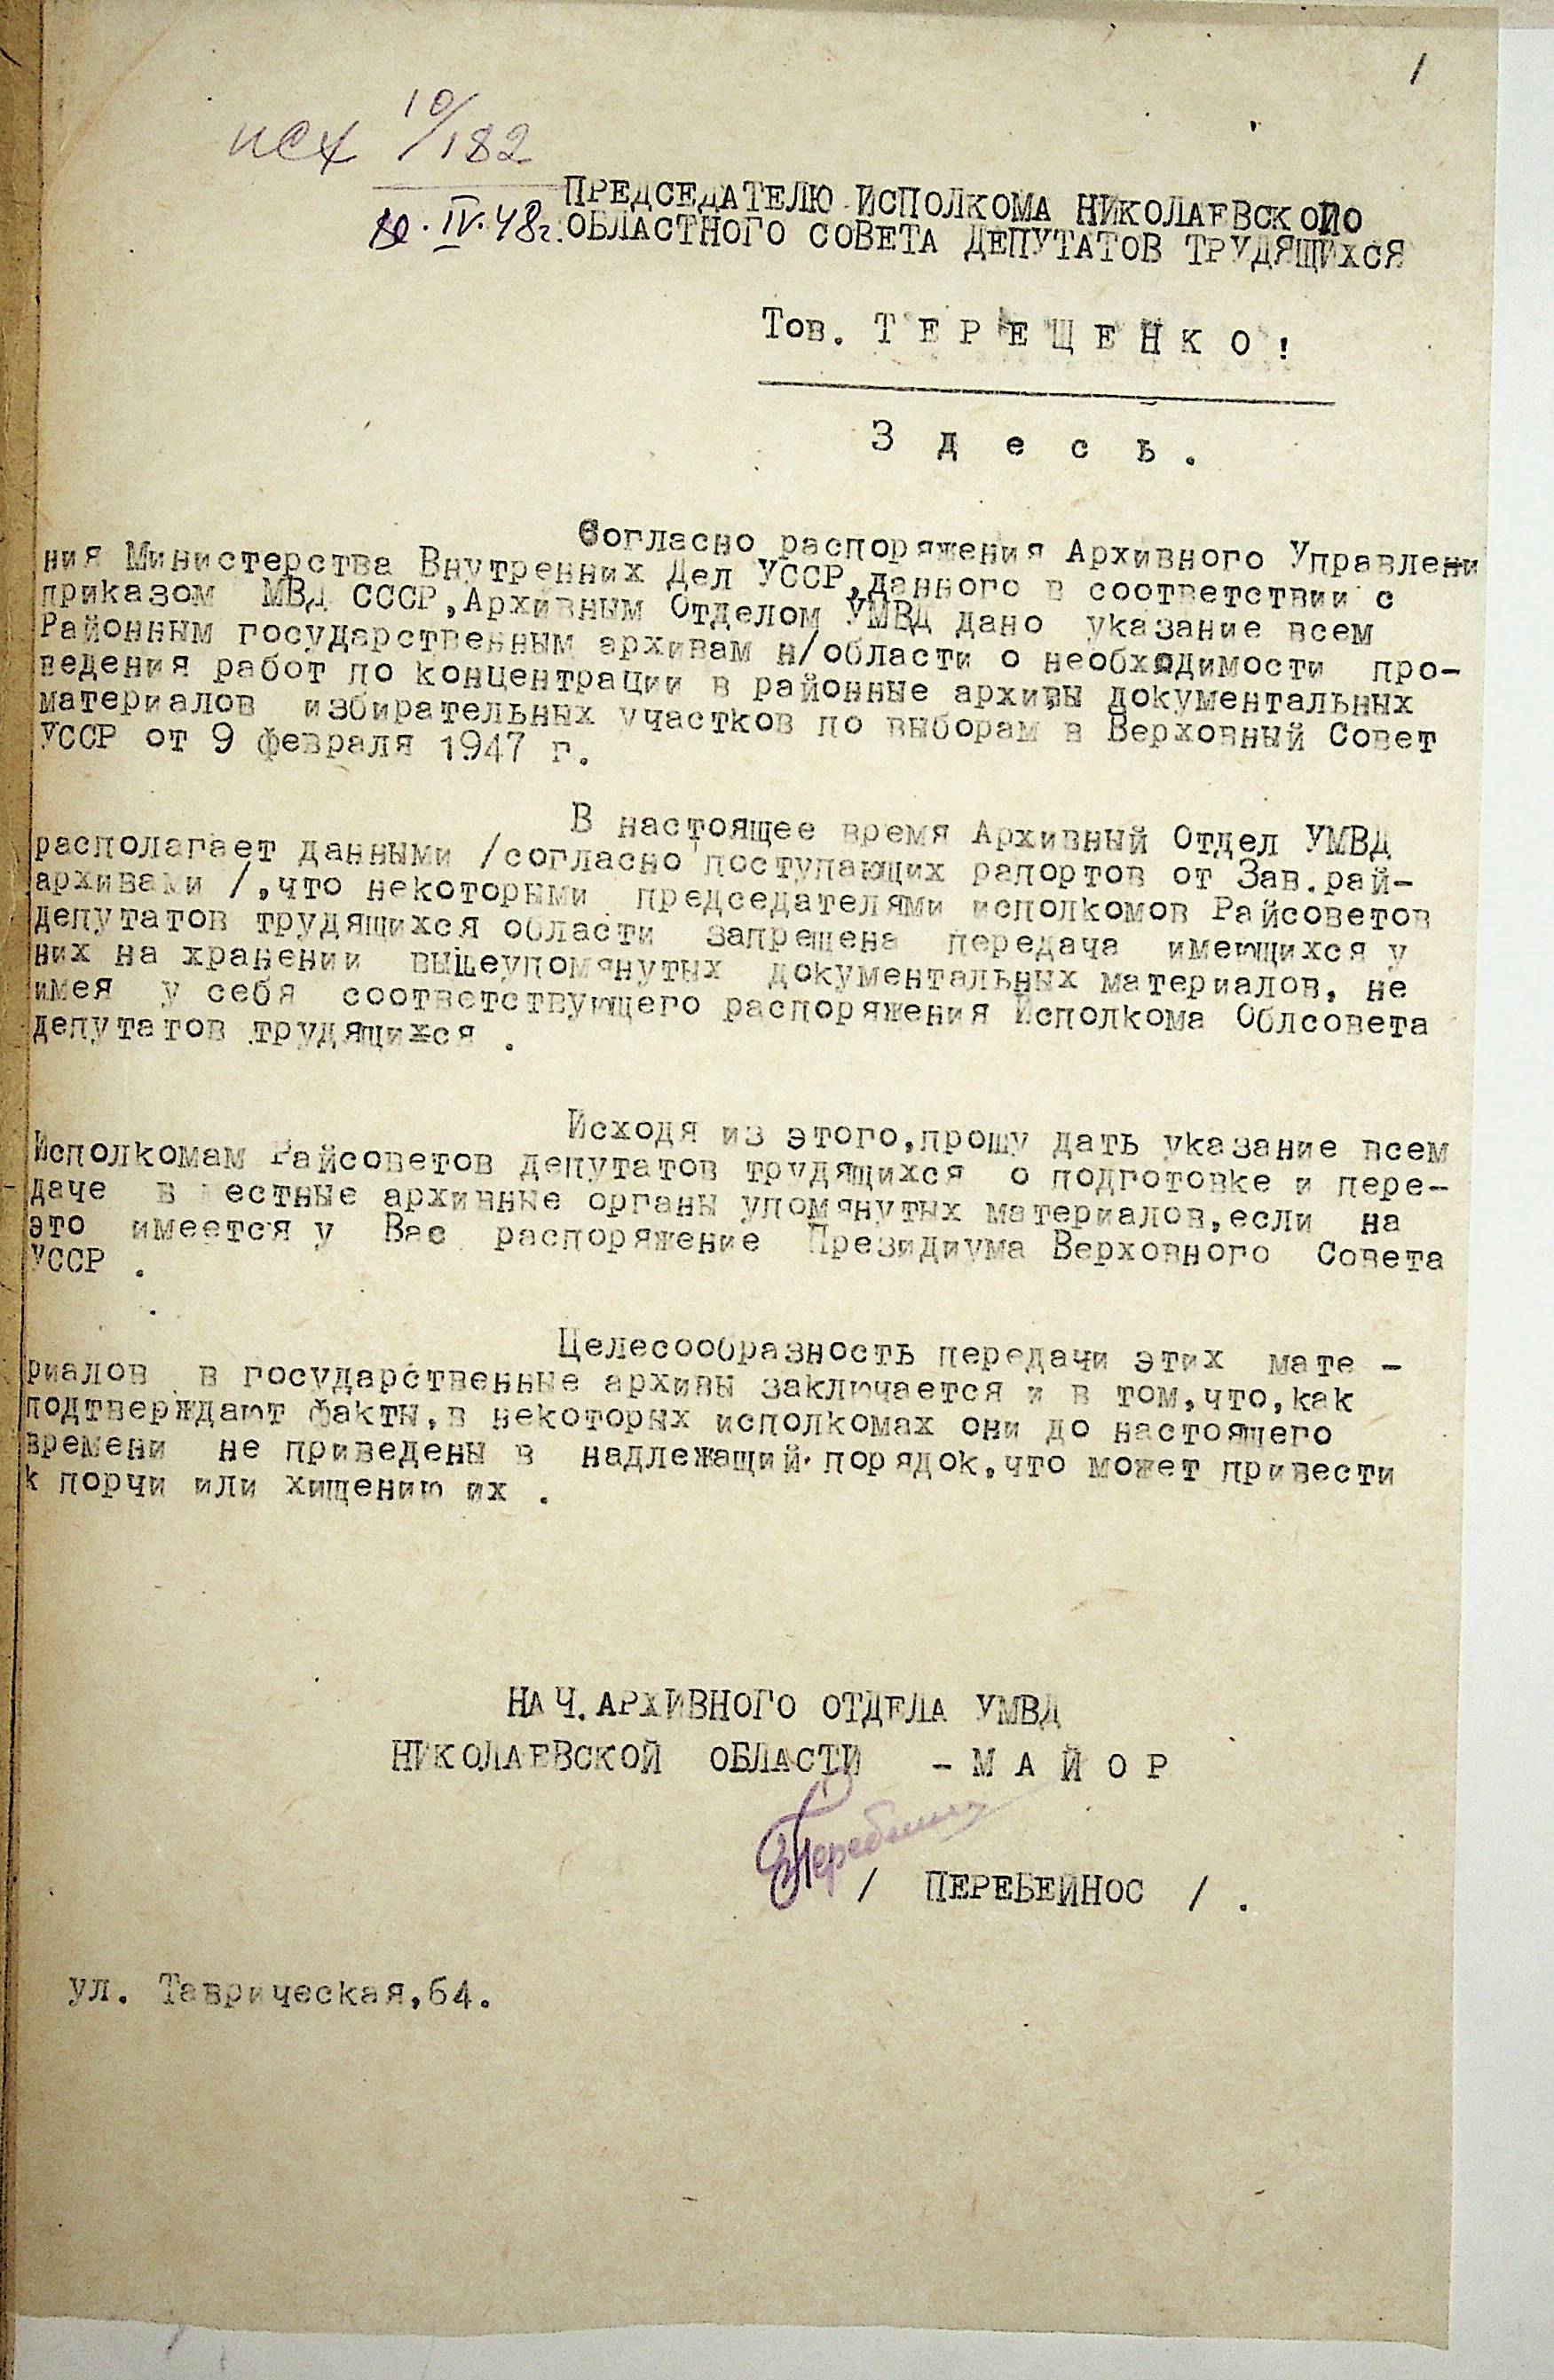 1
исх 10/182
IV.48г.
ПРЕДСЕДАТЕЛЮ ИСПОЛКОМА НИКОЛАЕВСКОГО
ОБЛАСТНОГО СОВЕТА ДЕПУТАТОВ ТРУДЯЩИХСЯ
Тов. ТЕРЕЩЕНКО!
Здесь.
Согласно распоряжения Архивного Управлени
ния Министерства Внутренних Дел УССР, данного в соответствии с
приказом МВД СССР, Архивным Отделом УМВД дано указание всем
Районным государственным архивам н/области о необходимости про-
ведения работ по концентрации в районные архивы документальных
материалов избирательных участков по выборам в Верховный Совет
УССР от 9 февраля 1947 г.
В настоящее время Архивный Отдел УМВД
располагает данными /согласно поступающих рапортов от Зав.рай-
архивами /,что некоторыми председателями исполкомов Райсоветов
депутатов трудящихся области запрещена передача имеющихся у
них на хранении вышеупомянутых документальных материалов, не
имея у себя соответствующего распоряжения Исполкома Облсовета
депутатов трудящихся .
Исходя из этого,прошу дать указание всем
Исполкомам Райсоветов депутатов трудящихся о подготовке и пере-
даче в местные архивные органы упомянутых материалов,если на
это имеется у Вас распоряжение Президиума Верховного Совета
УССР .
Целесообразность передачи этих мате -
риалов в государственные архивы заключается и в том,что,как
подтверждают факты,в некоторых исполкомах они до настоящего
времени не приведены в надлежащий порядок,что может привести
к порчи или хищению их .
НАЧ.АРХИВНОГО ОТДЕЛА УМВД
НИКОЛАЕВСКОЙ ОБЛАСТИ -МАЙОР
/ ПЕРЕБЕЙНОС / .
ул. Таврическая,64.